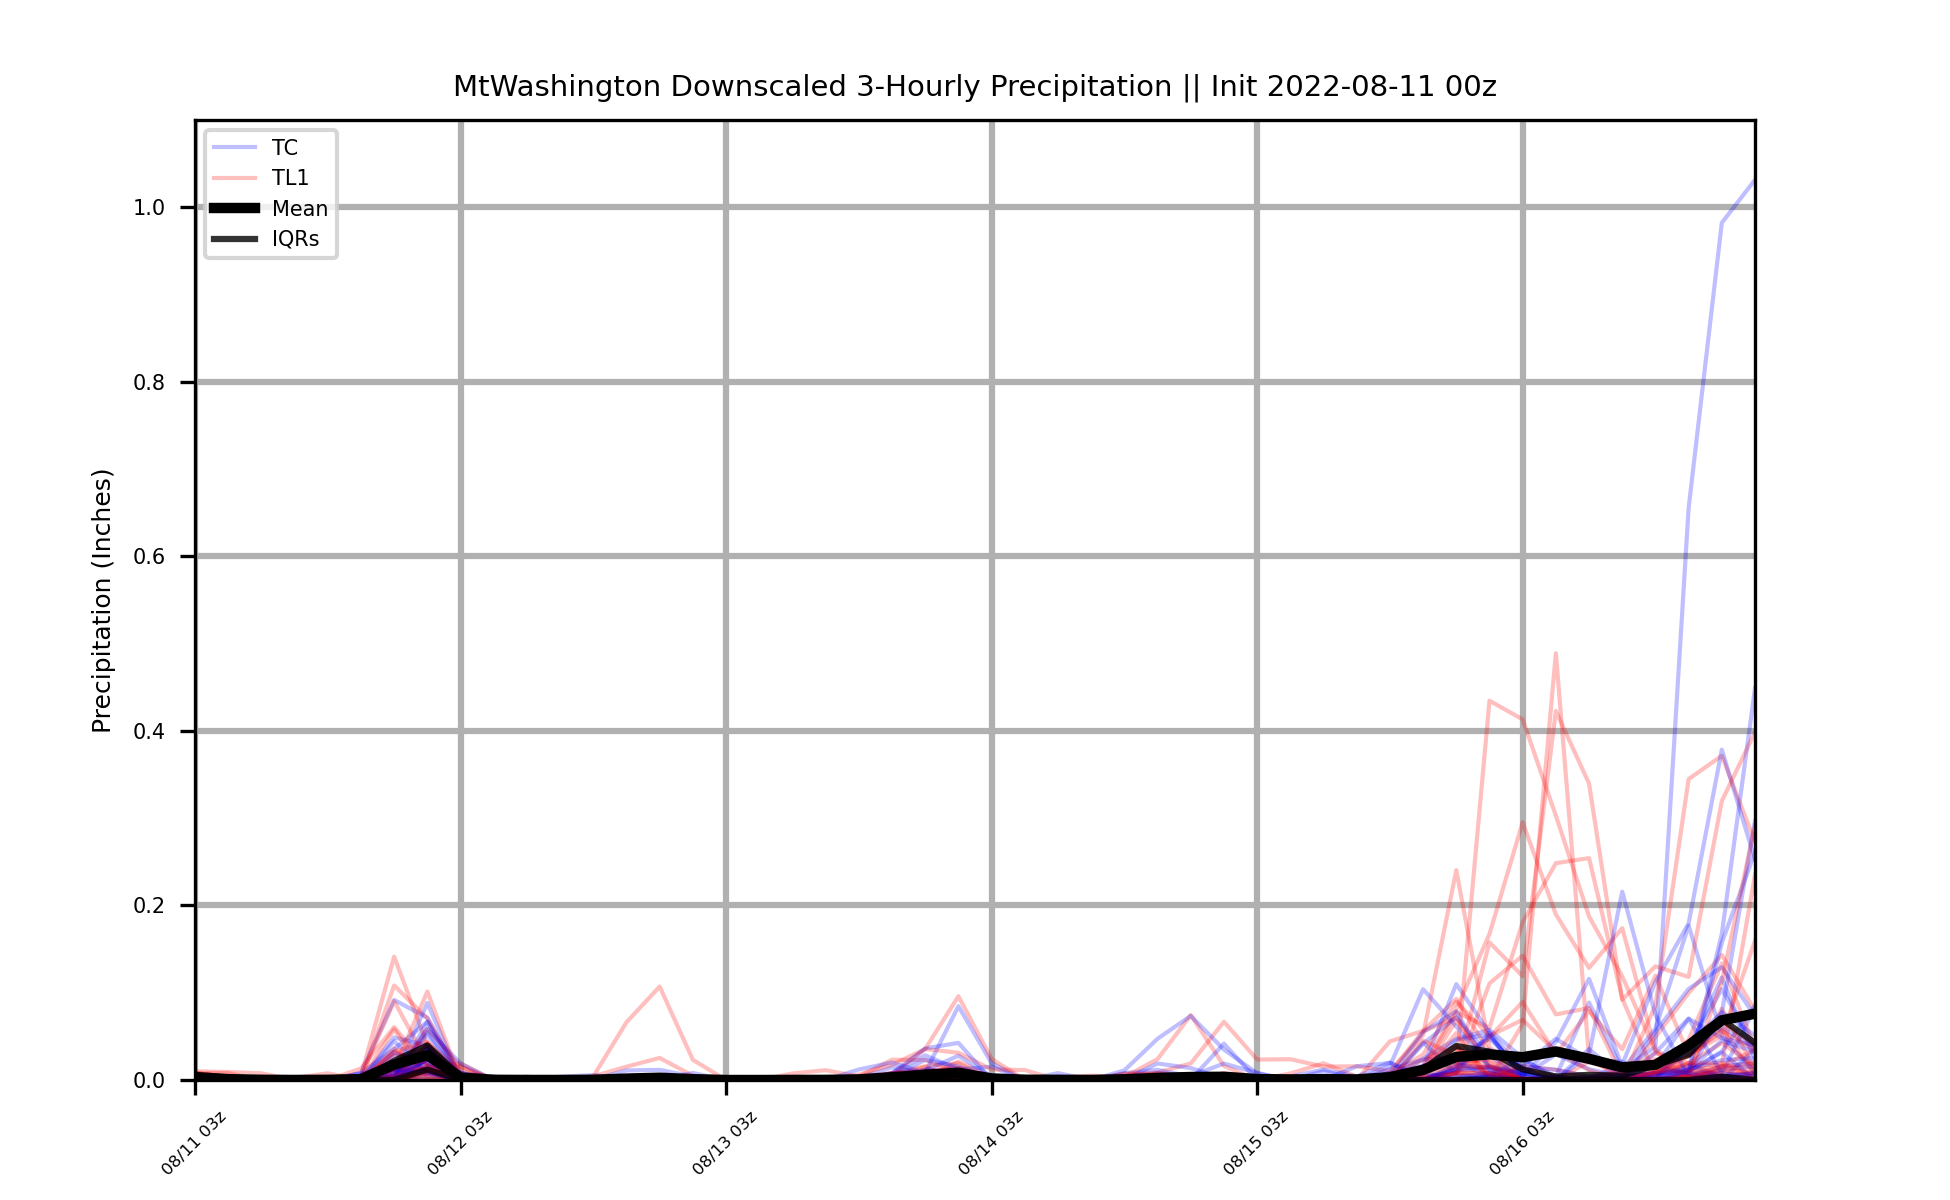 MtWashington Downscaled 3-Hourly Precipitation || Init 2022-08-11 00z
TC
TL1
Mean
IQRs
Precipitation (Inches)
1.0
0.8
0.6
0.4
0.2
0.0
08/11 03z
08/12 03z
08/13 03z
08/14 03z
08/15 03z
08/16 03z